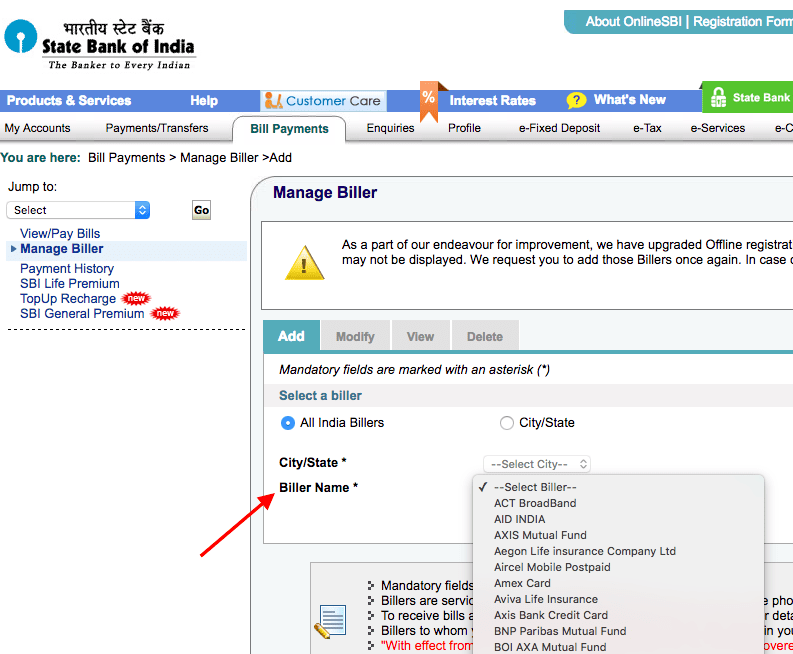 भारतीय स्टेट बैंक
State Bank of India
The Banker to Every Indian
About OnlineSBI | Registration Form
Products & Services Help Customer Care % Interest Rates ? What's New State Bank
My Accounts Payments/Transfers Bill Payments Enquiries Profile e-Fixed Deposit e-Tax e-Services e-C
You are here: Bill Payments > Manage Biller >Add
Jump to:
Select Go
View/Pay Bills
Manage Biller
Payment History
SBI Life Premium
TopUp Recharge new
SBI General Premium new
Manage Biller
As a part of our endeavour for improvement, we have upgraded Offline registrat
may not be displayed. We request you to add those Billers once again. In case
Add Modify View Delete
Mandatory fields are marked with an asterisk (*)
Select a biller
All India Billers City/State
City/State * --Select City--
Biller Name * --Select Biller--
ACT BroadBand
AID INDIA
AXIS Mutual Fund
Aegon Life insurance Company Ltd
Aircel Mobile Postpaid
Amex Card
Aviva Life Insurance
Axis Bank Credit Card
BNP Paribas Mutual Fund
BOI AXA Mutual Fund
Mandatory fields
Billers are servic e pho
To receive bills a r deta
Billers to whom in you
"With effect from overe